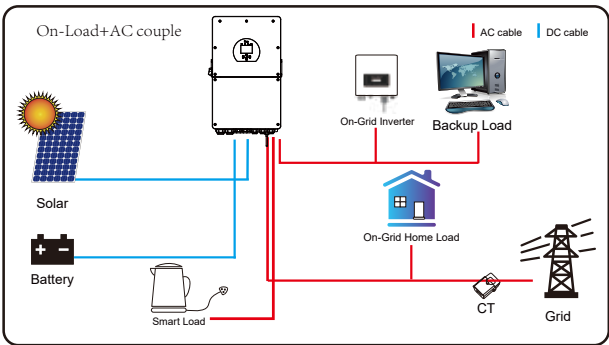 On-Load+AC couple
AC cable
DC cable
On-Grid Inverter
Backup Load
Solar
On-Grid Home Load
Battery
Smart Load
CT
Grid